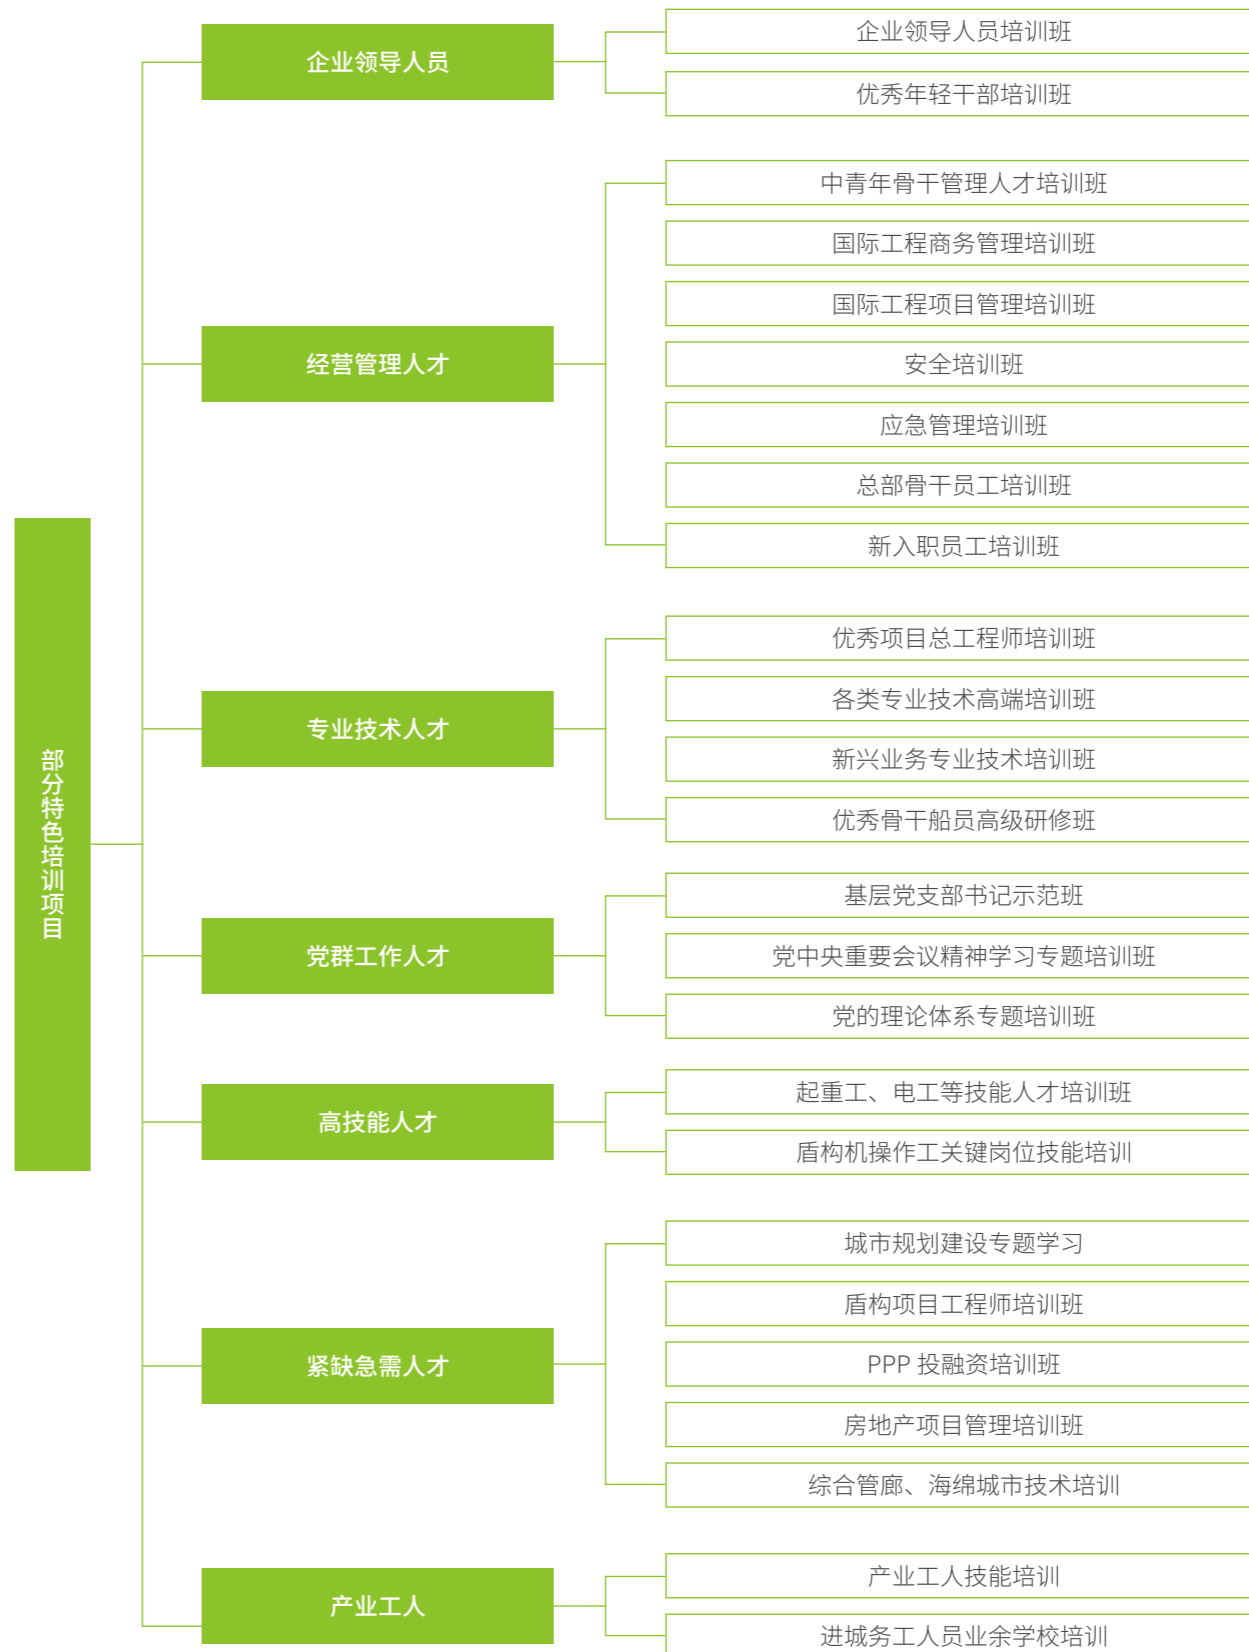 部分特色培训项目
企业领导人员
企业领导人员培训班
优秀年轻干部培训班
经营管理人才
中青年骨干管理人才培训班
国际工程商务管理培训班
国际工程项目管理培训班
安全培训班
应急管理培训班
总部骨干员工培训班
新入职员工培训班
专业技术人才
优秀项目总工程师培训班
各类专业技术高端培训班
新兴业务专业技术培训班
优秀骨干船员高级研修班
党群工作人才
基层党支部书记示范班
党中央重要会议精神学习专题培训班
党的理论体系专题培训班
高技能人才
起重工、电工等技能人才培训班
盾构机操作工关键岗位技能培训
紧缺急需人才
城市规划建设专题学习
盾构项目工程师培训班
PPP 投融资培训班
房地产项目管理培训班
综合管廊、海绵城市技术培训
产业工人
产业工人技能培训
进城务工人员业余学校培训